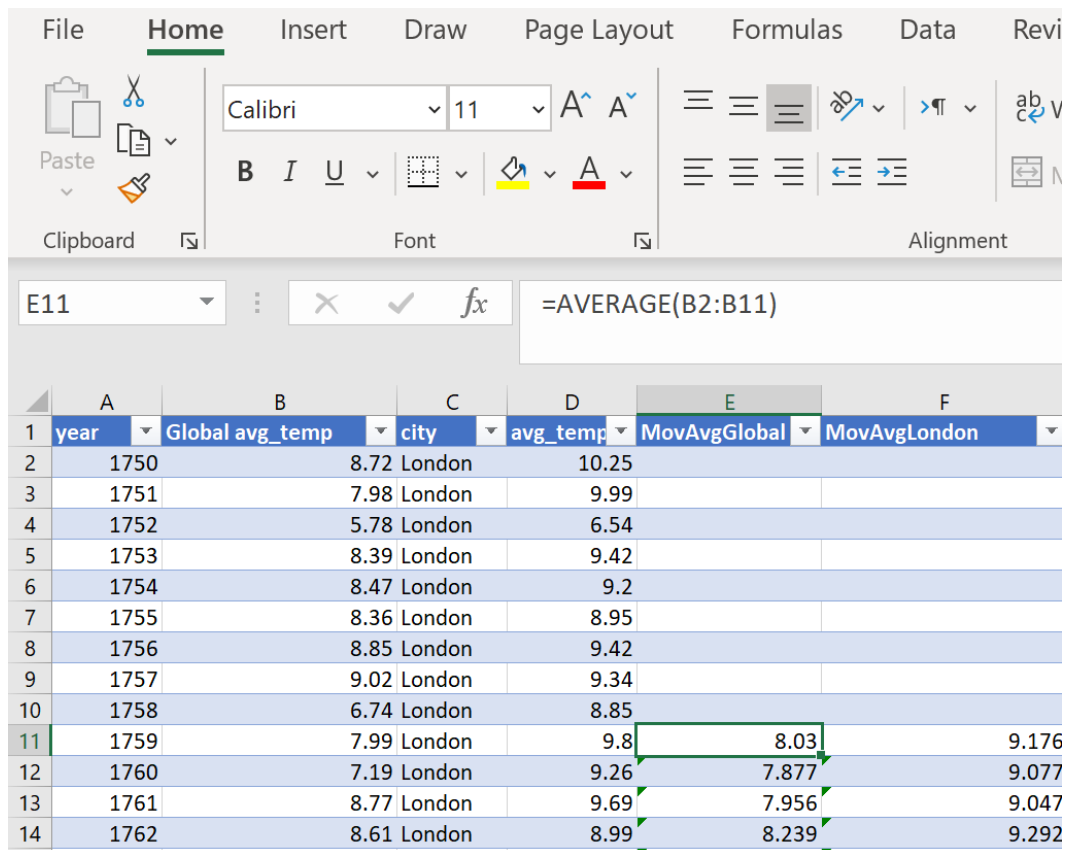 File Home Insert Draw Page Layout Formulas Data Revi
Calibri 11 A A ab ab
c
Paste B I U A
Clipboard Font Alignment
E11 fx =AVERAGE(B2:B11)
A B C D E F
1 year Global avg_temp city avg_temp MovAvgGlobal MovAvgLondon
2 1750 8.72 London 10.25
3 1751 7.98 London 9.99
4 1752 5.78 London 6.54
5 1753 8.39 London 9.42
6 1754 8.47 London 9.2
7 1755 8.36 London 8.95
8 1756 8.85 London 9.42
9 1757 9.02 London 9.34
10 1758 6.74 London 8.85
11 1759 7.99 London 9.8 8.03 9.176
12 1760 7.19 London 9.26 7.877 9.077
13 1761 8.77 London 9.69 7.956 9.047
14 1762 8.61 London 8.99 8.239 9.292